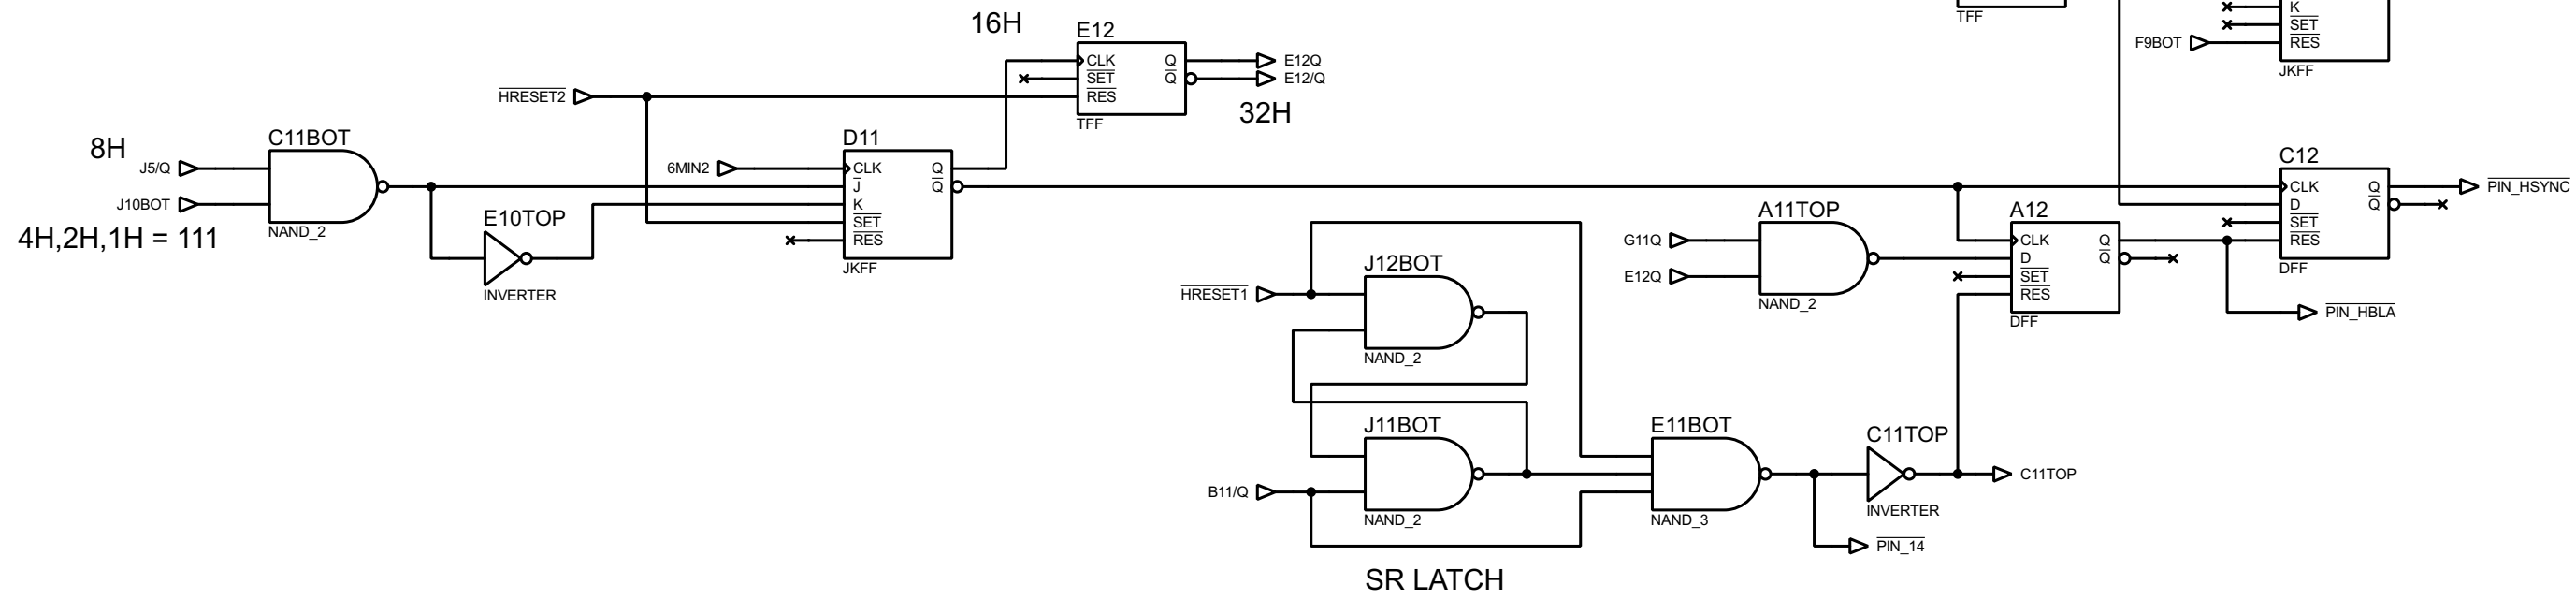 TFF
K
SET
F9BOT
RES
JKFF
16H
E12
CLK
Q
E12Q
SET
Q
E12/Q
HRESET2
RES
TFF
32H
8H
C11BOT
J5/Q
J10BOT
NAND_2
4H,2H,1H = 111
E10TOP
INVERTER
D11
6MIN2
CLK
Q
J
Q
K
SET
RES
JKFF
C12
CLK
Q
PIN_HSYNC
D
Q
SET
RES
DFF
A11TOP
G11Q
E12Q
NAND_2
A12
CLK
Q
D
Q
SET
RES
DFF
PIN_HBLA
J12BOT
HRESET1
NAND_2
J11BOT
B11/Q
NAND_2
E11BOT
NAND_3
C11TOP
C11TOP
INVERTER
PIN_14
SR LATCH